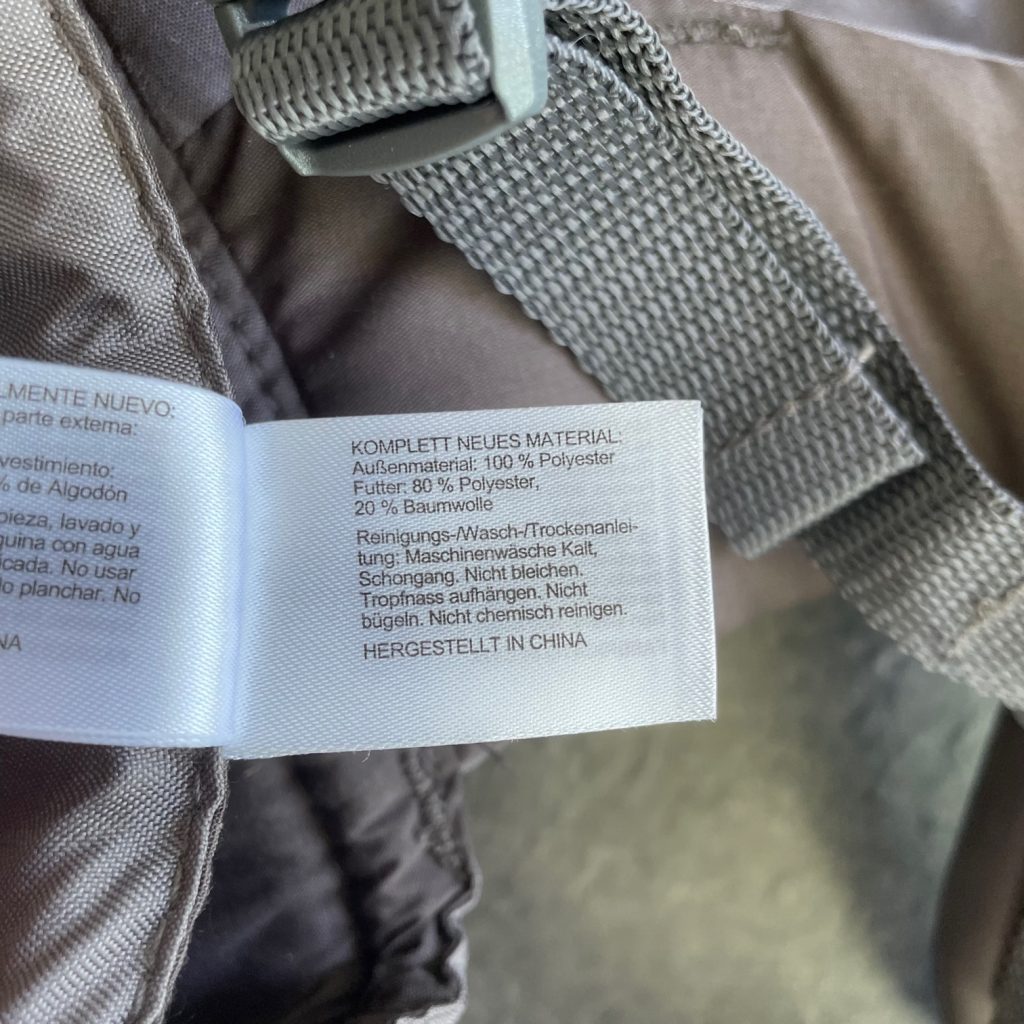 LMENTE NUEVO:
parte externa:
vestimiento:
% de Algodón
pieza, lavado y
quina con agua
icada. No usar
o planchar. No
NA
KOMPLETT NEUES MATERIAL:
Außenmaterial: 100 % Polyester
Futter: 80 % Polyester,
20 % Baumwolle
Reinigungs-/Wasch-/Trockenanlei-
tung: Maschinenwäsche Kalt,
Schongang. Nicht bleichen.
Tropfnass aufhängen. Nicht
bügeln. Nicht chemisch reinigen.
HERGESTELLT IN CHINA